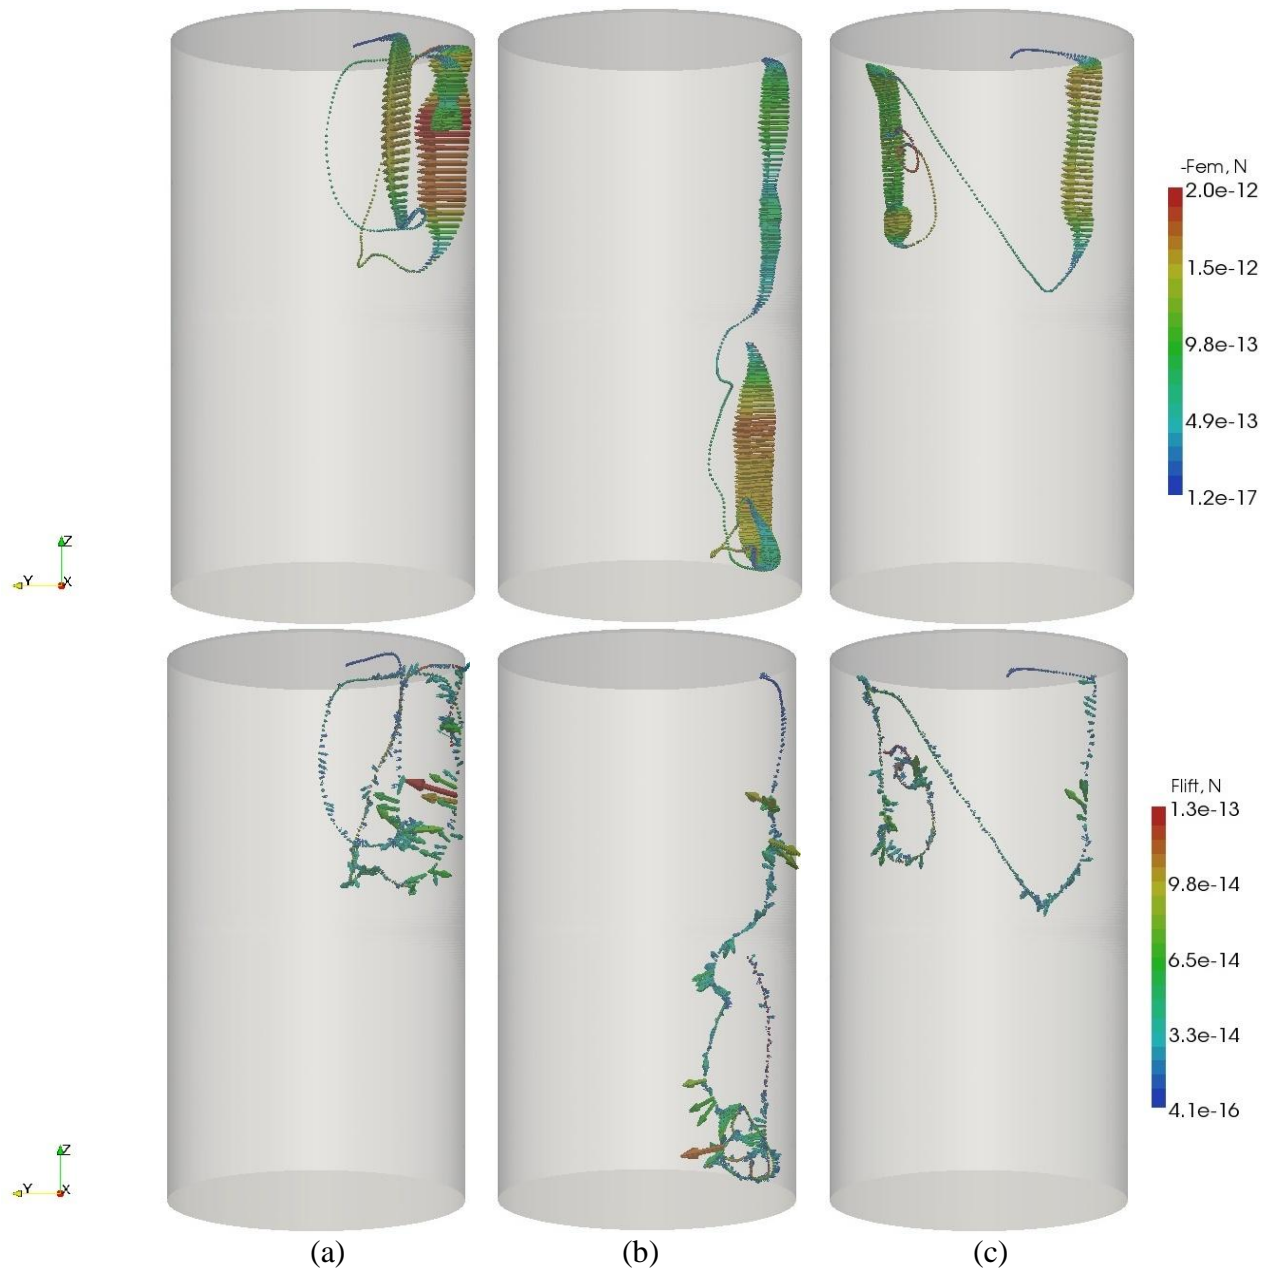 -Fem, N
2.0e-12
1.5e-12
9.8e-13
4.9e-13
1.2e-17
Z
Y
X
Flift, N
1.3e-13
9.8e-14
6.5e-14
3.3e-14
4.1e-16
Z
Y
X
(a)
(b)
(c)